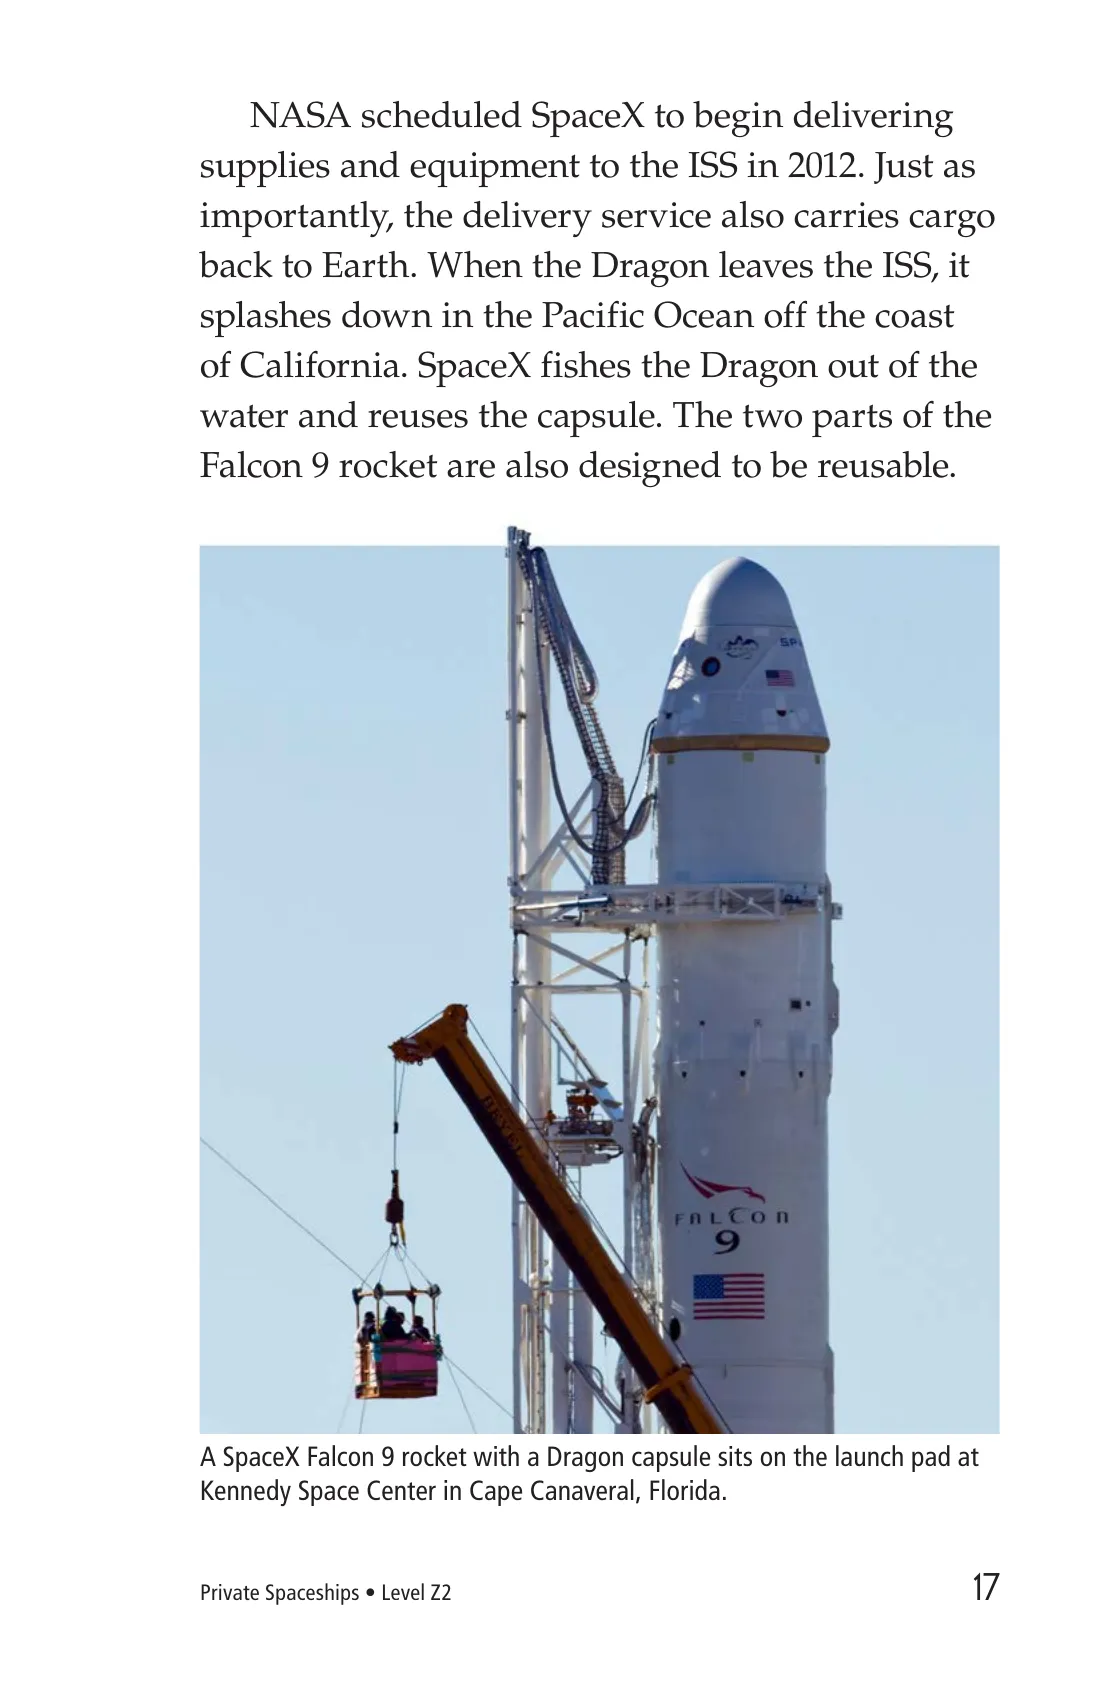 NASA scheduled SpaceX to begin delivering
supplies and equipment to the ISS in 2012. Just as
importantly, the delivery service also carries cargo
back to Earth. When the Dragon leaves the ISS, it
splashes down in the Pacific Ocean off the coast
of California. SpaceX fishes the Dragon out of the
water and reuses the capsule. The two parts of the
Falcon 9 rocket are also designed to be reusable.
BEYEL
FALCON
9
A SpaceX Falcon 9 rocket with a Dragon capsule sits on the launch pad at
Kennedy Space Center in Cape Canaveral, Florida.
Private Spaceships • Level Z2
17